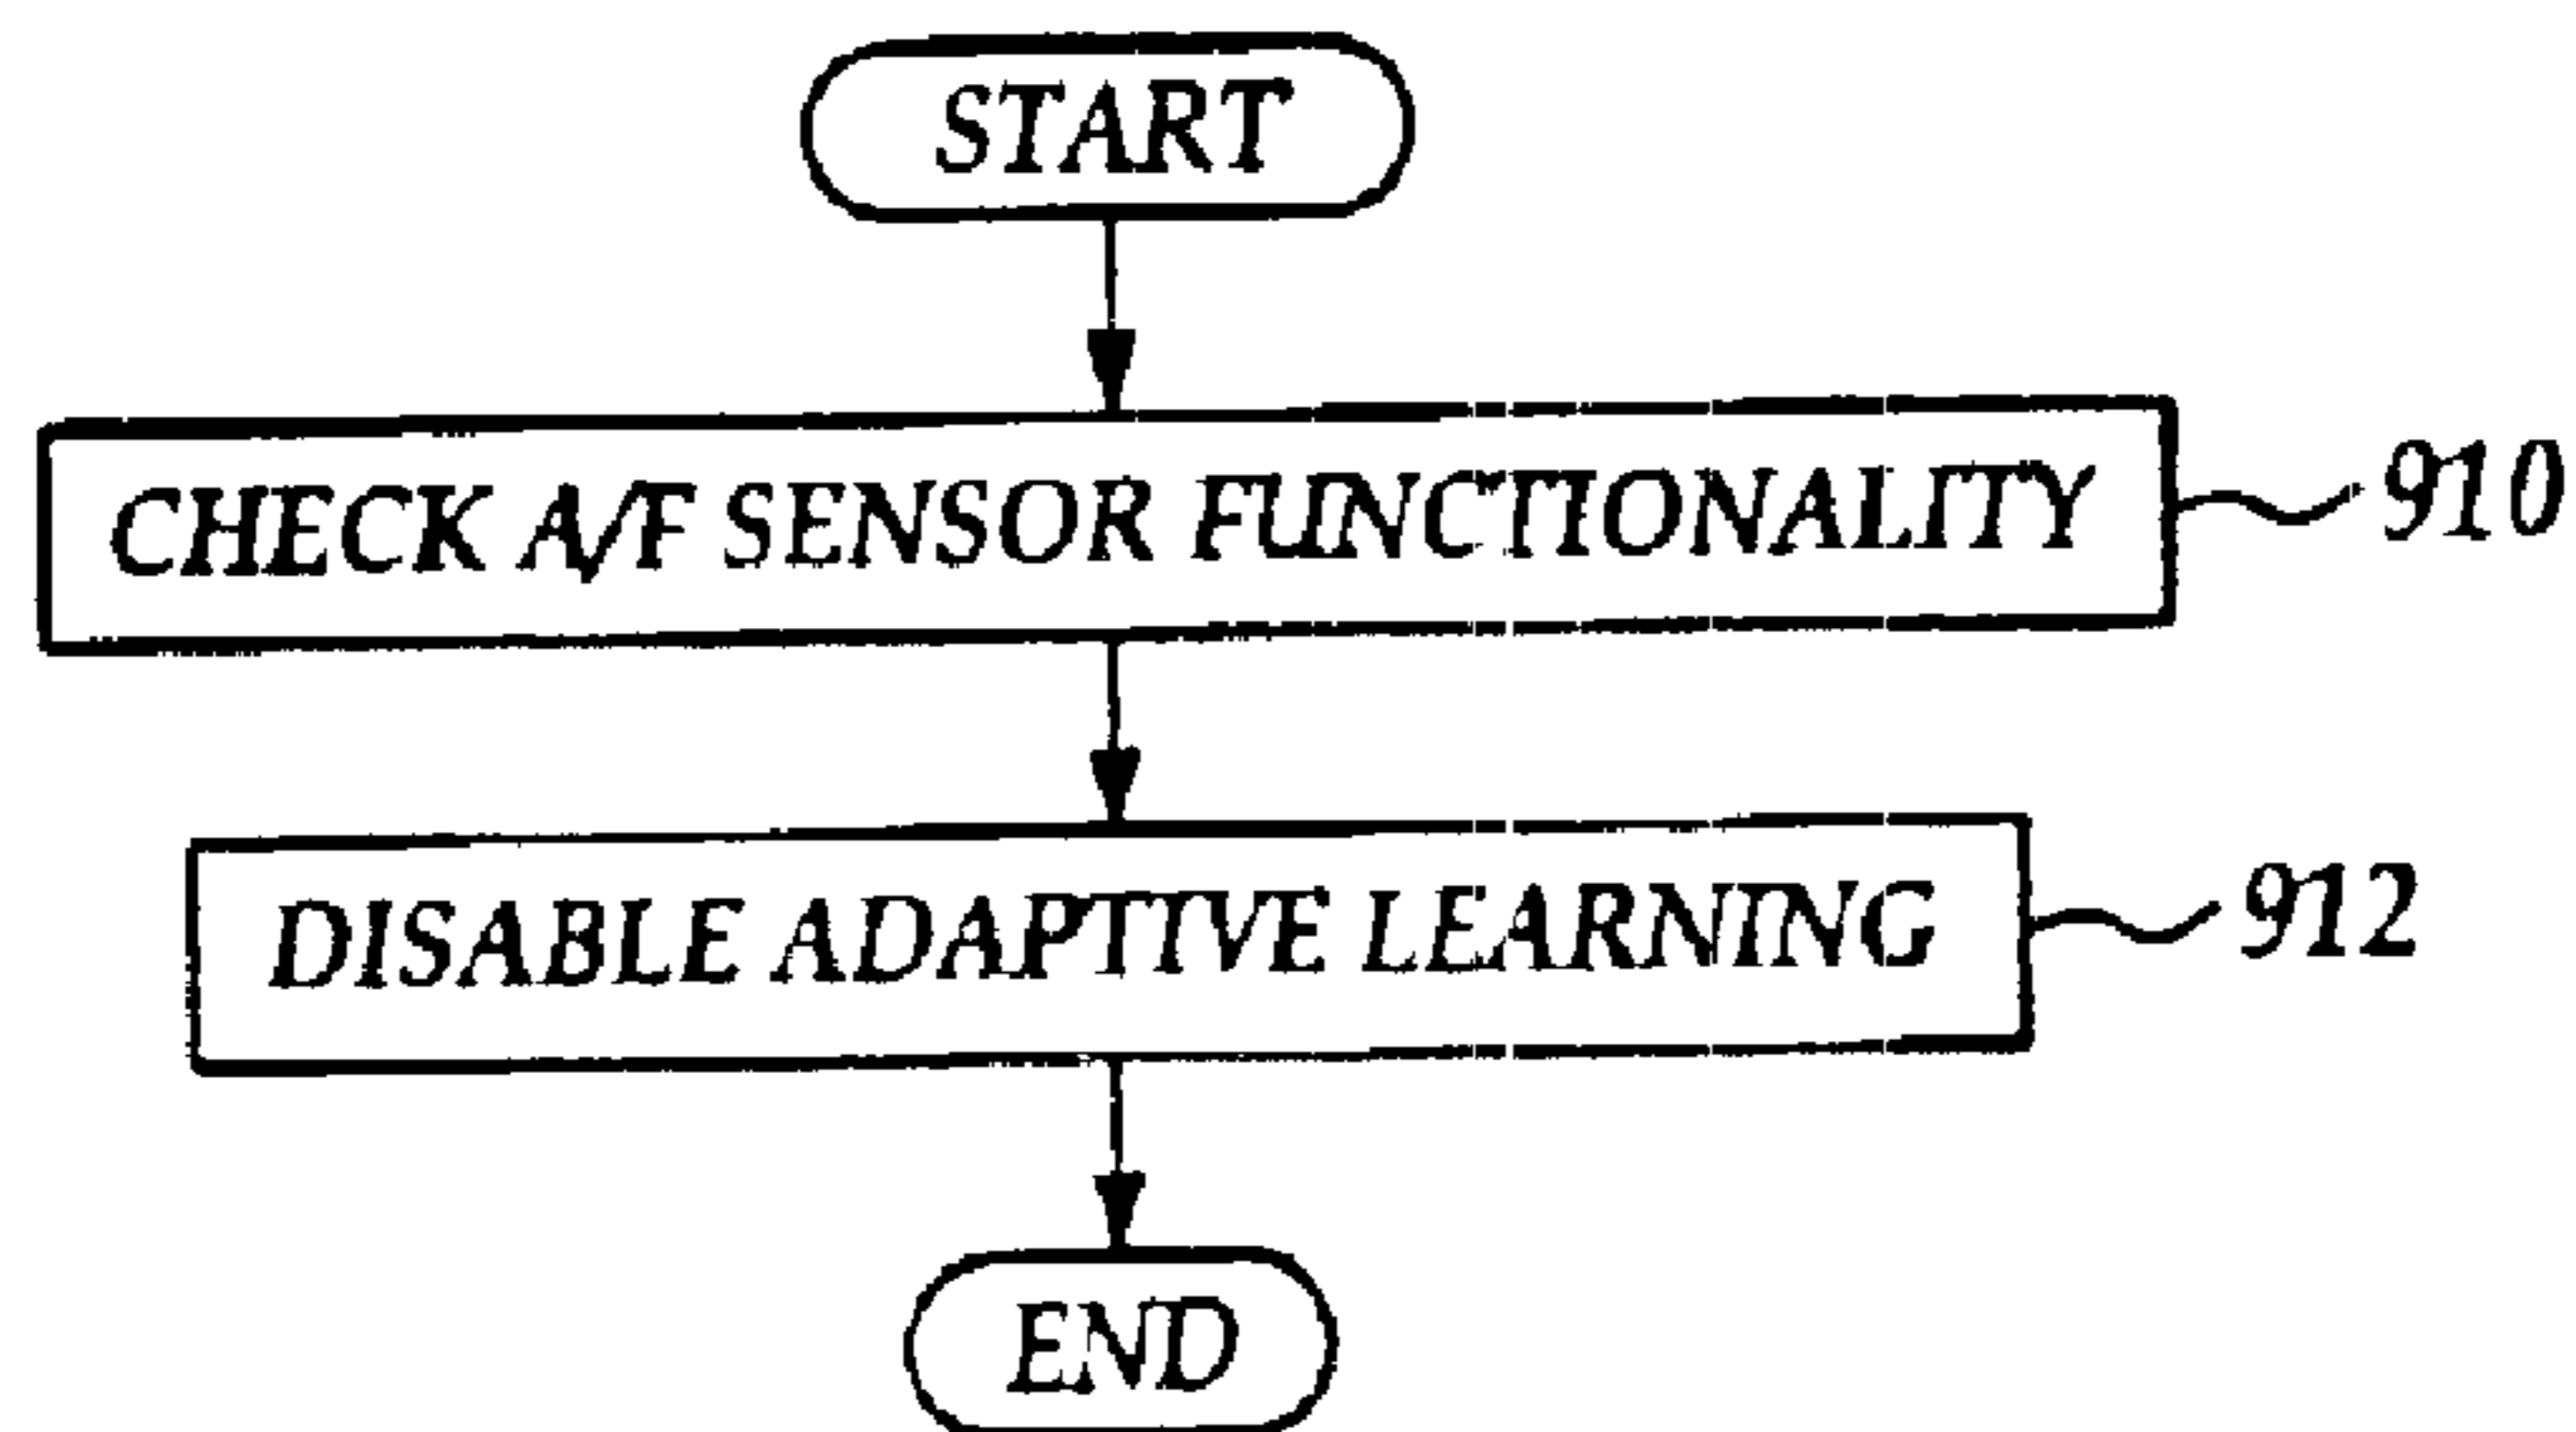 START
CHECK A/F SENSOR FUNCTIONALITY
910
DISABLE ADAPTIVE LEARNING
912
END